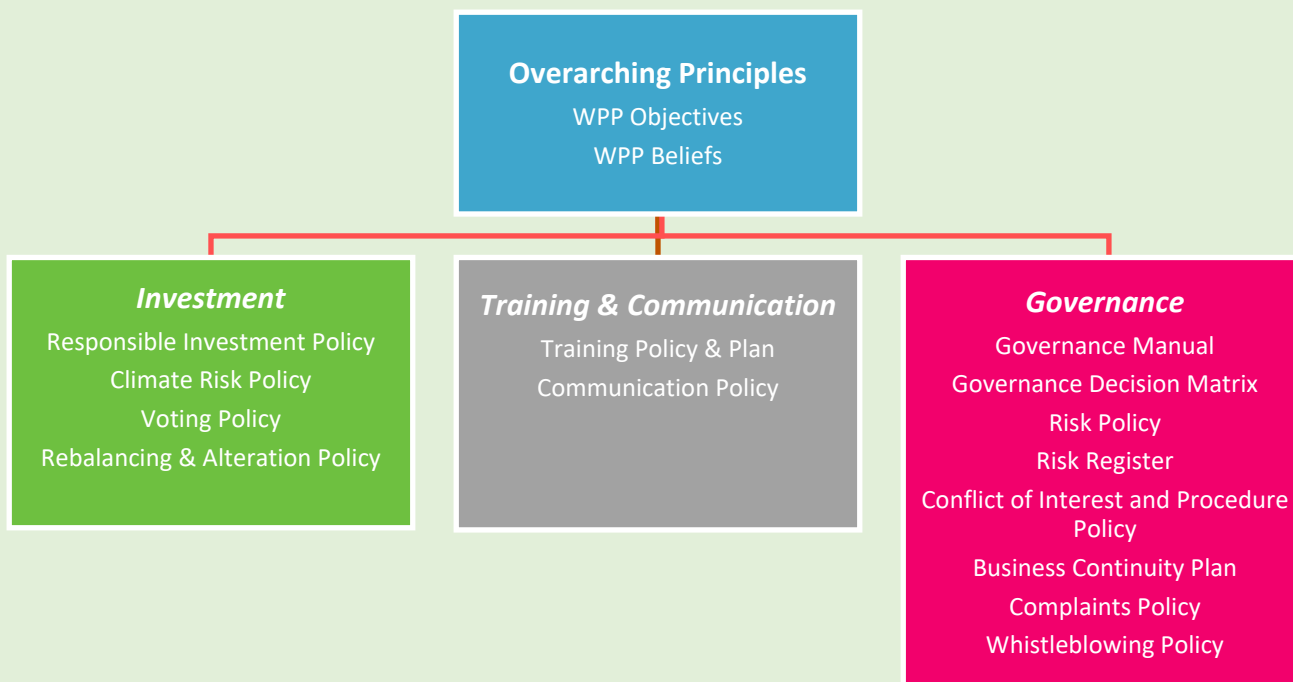 Overarching Principles
WPP Objectives
WPP Beliefs
Investment
Responsible Investment Policy
Climate Risk Policy
Voting Policy
Rebalancing & Alteration Policy
Training & Communication
Training Policy & Plan
Communication Policy
Governance
Governance Manual
Governance Decision Matrix
Risk Policy
Risk Register
Conflict of Interest and Procedure
Policy
Business Continuity Plan
Complaints Policy
Whistleblowing Policy